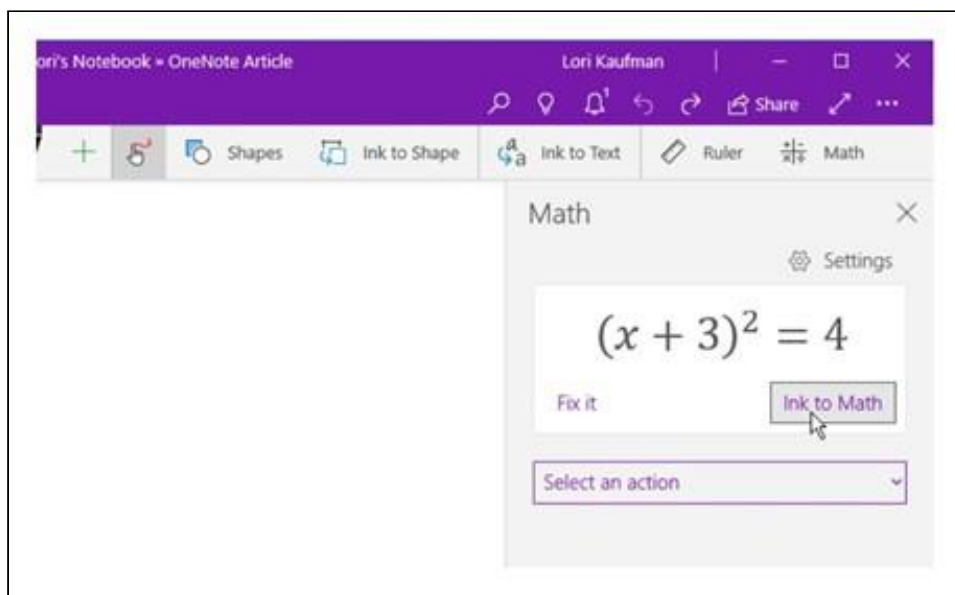 ori's Notebook » OneNote Article Lori Kaufman
1 Share
Shapes Ink to Shape Ink to Text Ruler Math
Math
Settings
(x + 3)² = 4
Fix it Ink to Math
Select an action